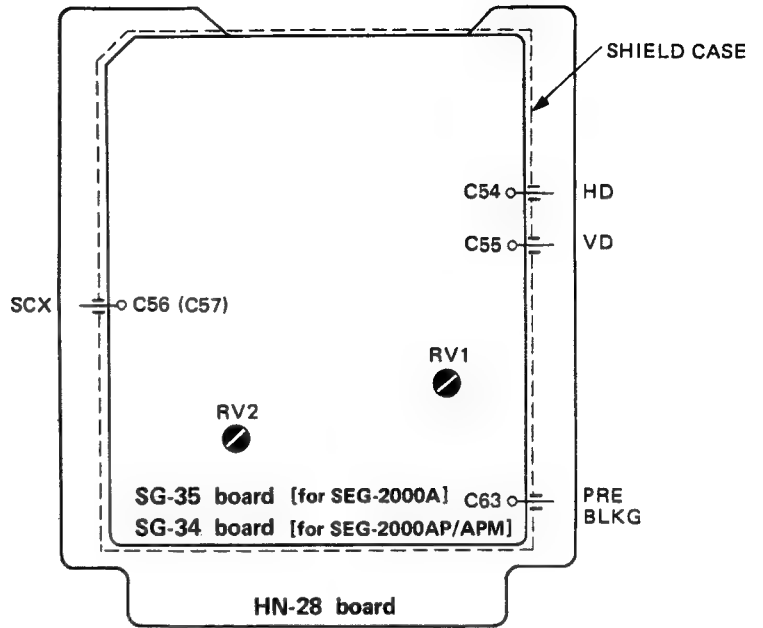 SHIELD CASE
C54 HD
C55 VD
SCX C56 (C57)
RV1
RV2
SG-35 board [for SEG-2000A] C63 PRE
BLKG
SG-34 board [for SEG-2000AP/APM]
HN-28 board